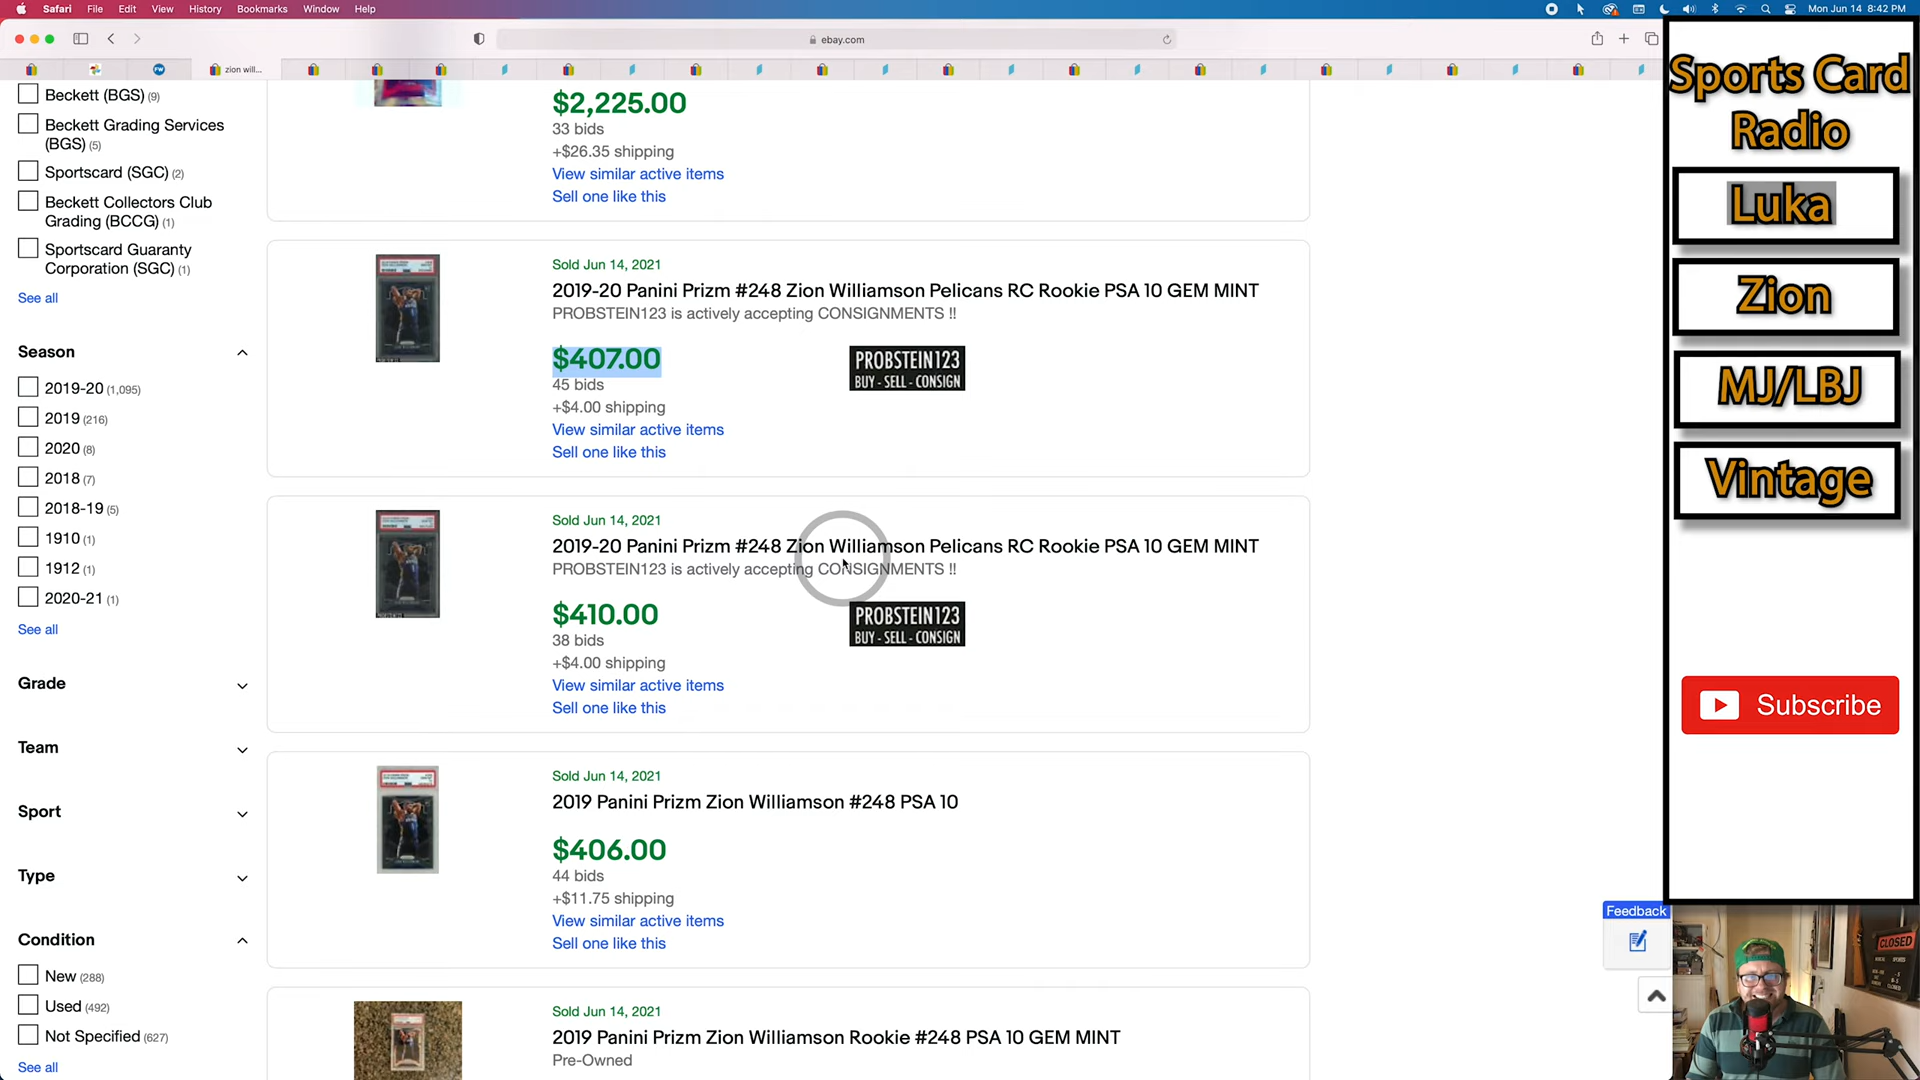 Safari File Edit View History Bookmarks Window Help
Mon Jun 14 8:42 PM
ebay.com
zion will...
Beckett (BGS) (9)
Beckett Grading Services
(BGS) (5)
Sportscard (SGC) (2)
Beckett Collectors Club
Grading (BCCG) (1)
Sportscard Guaranty
Corporation (SGC) (1)
See all
Season
2019-20 (1,095)
2019 (216)
2020 (8)
2018 (7)
2018-19 (5)
1910 (1)
1912 (1)
2020-21 (1)
See all
Grade
Team
Sport
Type
Condition
New (288)
Used (492)
Not Specified (627)
See all
$2,225.00
33 bids
+$26.35 shipping
View similar active items
Sell one like this
Sold Jun 14, 2021
2019-20 Panini Prizm #248 Zion Williamson Pelicans RC Rookie PSA 10 GEM MINT
PROBSTEIN123 is actively accepting CONSIGNMENTS !!
$407.00
45 bids
+$4.00 shipping
View similar active items
Sell one like this
PROBSTEIN123
BUY - SELL - CONSIGN
Sold Jun 14, 2021
2019-20 Panini Prizm #248 Zion Williamson Pelicans RC Rookie PSA 10 GEM MINT
PROBSTEIN123 is actively accepting CONSIGNMENTS !!
$410.00
38 bids
+$4.00 shipping
View similar active items
Sell one like this
PROBSTEIN123
BUY - SELL - CONSIGN
Sold Jun 14, 2021
2019 Panini Prizm Zion Williamson #248 PSA 10
$406.00
44 bids
+$11.75 shipping
View similar active items
Sell one like this
Sold Jun 14, 2021
2019 Panini Prizm Zion Williamson Rookie #248 PSA 10 GEM MINT
Pre-Owned
Sports Card
Radio
Luka
Zion
MJ/LBJ
Vintage
Subscribe
Feedback
CLOSED